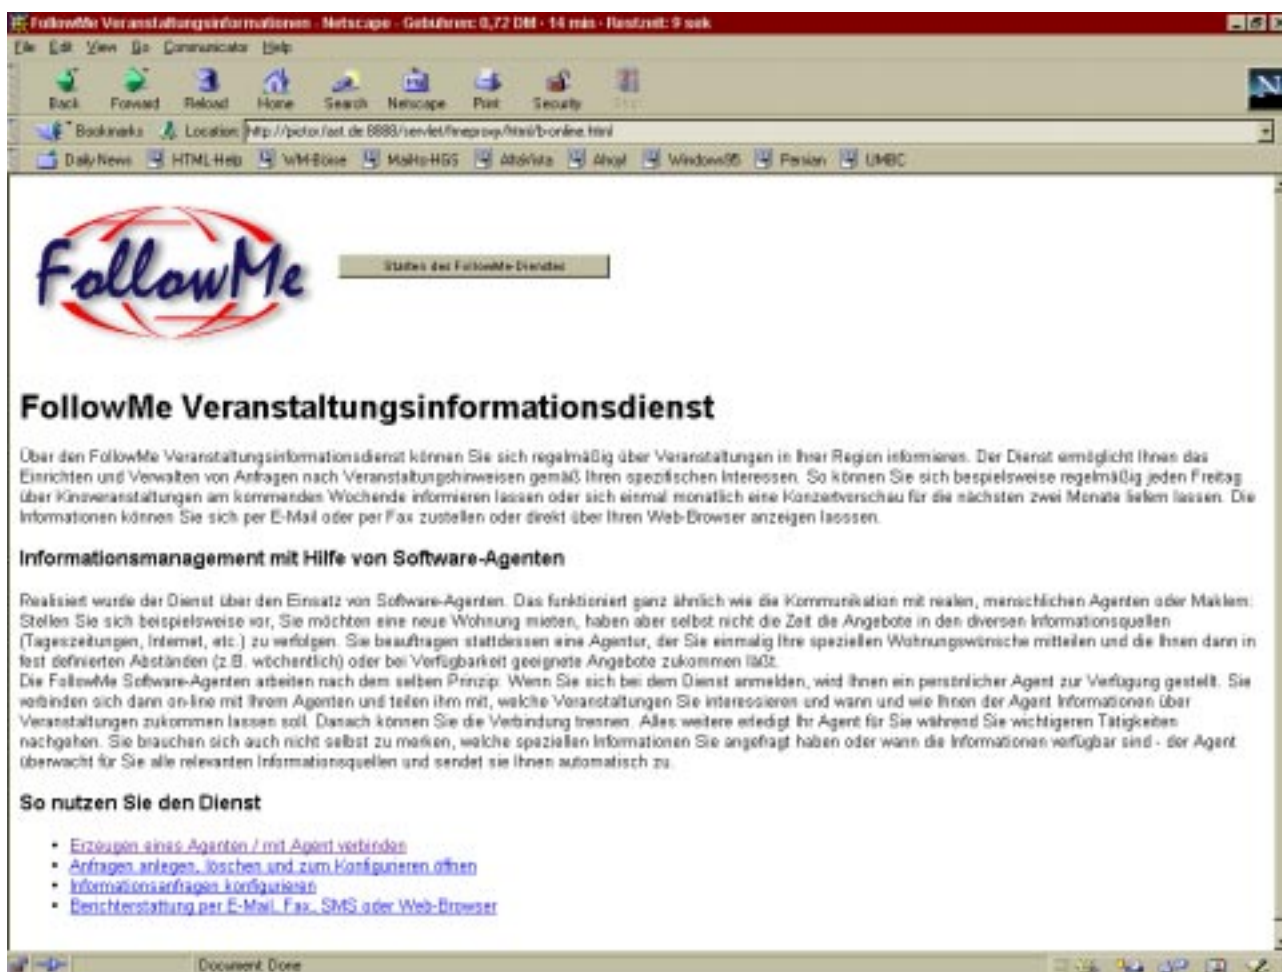 FollowMe Veranstaltungsinformationen - Netscape - Gebühren: 0,72 DM - 14 min - Restzeit: 9 sek
File Edit View Go Communicator Help
Back Forward Reload Home Search Netscape Print Security Stop
Bookmarks Location:
Daily News HTML-Help WM-Börse MaHo-HGS AltaVista Ahoy! Windows95 Persian UMBC
FollowMe
Starten des FollowMe-Dienstes
FollowMe Veranstaltungsinformationsdienst
Über den FollowMe Veranstaltungsinformationsdienst können Sie sich regelmäßig über Veranstaltungen in Ihrer Region informieren. Der Dienst ermöglicht Ihnen das
Einrichten und Verwalten von Anfragen nach Veranstaltungshinweisen gemäß Ihren spezifischen Interessen. So können Sie sich bespielsweise regelmäßig jeden Freitag
über Kinoveranstaltungen am kommenden Wochende informieren lassen oder sich einmal monatlich eine Konzertvorschau für die nächsten zwei Monate liefern lassen. Die
Informationen können Sie sich per E-Mail oder per Fax zustellen oder direkt über Ihren Web-Browser anzeigen lasssen.
Informationsmanagement mit Hilfe von Software-Agenten
Realisiert wurde der Dienst über den Einsatz von Software-Agenten. Das funktioniert ganz ähnlich wie die Kommunikation mit realen, menschlichen Agenten oder Maklern:
Stellen Sie sich beispielsweise vor, Sie möchten eine neue Wohnung mieten, haben aber selbst nicht die Zeit die Angebote in den diversen Informationsquellen
(Tageszeitungen, Internet, etc.) zu verfolgen. Sie beauftragen stattdessen eine Agentur, der Sie einmalig Ihre speziellen Wohnungswünsche mitteilen und die Ihnen dann in
fest definierten Abständen (z.B. wöchentlich) oder bei Verfügbarkeit geeignete Angebote zukommen läßt.
Die FollowMe Software-Agenten arbeiten nach dem selben Prinzip: Wenn Sie sich bei dem Dienst anmelden, wird Ihnen ein persönlicher Agent zur Verfügung gestellt. Sie
verbinden sich dann on-line mit Ihrem Agenten und teilen ihm mit, welche Veranstaltungen Sie interessieren und wann und wie Ihnen der Agent Informationen über
Veranstaltungen zukommen lassen soll. Danach können Sie die Verbindung trennen. Alles weitere erledigt Ihr Agent für Sie während Sie wichtigeren Tätigkeiten
nachgehen. Sie brauchen sich auch nicht selbst zu merken, welche speziellen Informationen Sie angefragt haben oder wann die Informationen verfügbar sind - der Agent
überwacht für Sie alle relevanten Informationsquellen und sendet sie Ihnen automatisch zu.
So nutzen Sie den Dienst
• Erzeugen eines Agenten / mit Agent verbinden
• Anfragen anlegen, löschen und zum Konfigurieren öffnen
• Informationsanfragen konfigurieren
• Berichterstattung per E-Mail, Fax, SMS oder Web-Browser
Document: Done